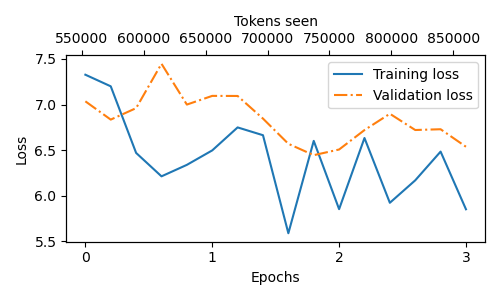 Tokens seen
550000 600000 650000 700000 750000 800000 850000
7.5
7.0
6.5
6.0
5.5
Loss
Training loss
Validation loss
0 1 2 3
Epochs